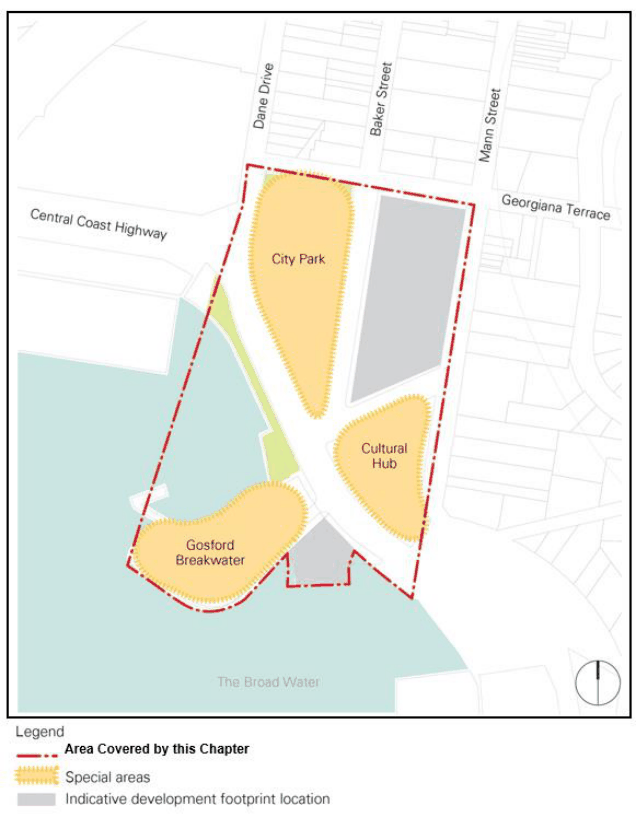 Dane Drive
Baker Street
Mann Street
Georgiana Terrace
Central Coast Highway
City Park
Cultural
Hub
Gosford
Breakwater
The Broad Water
Legend
Area Covered by this Chapter
Special areas
Indicative development footprint location